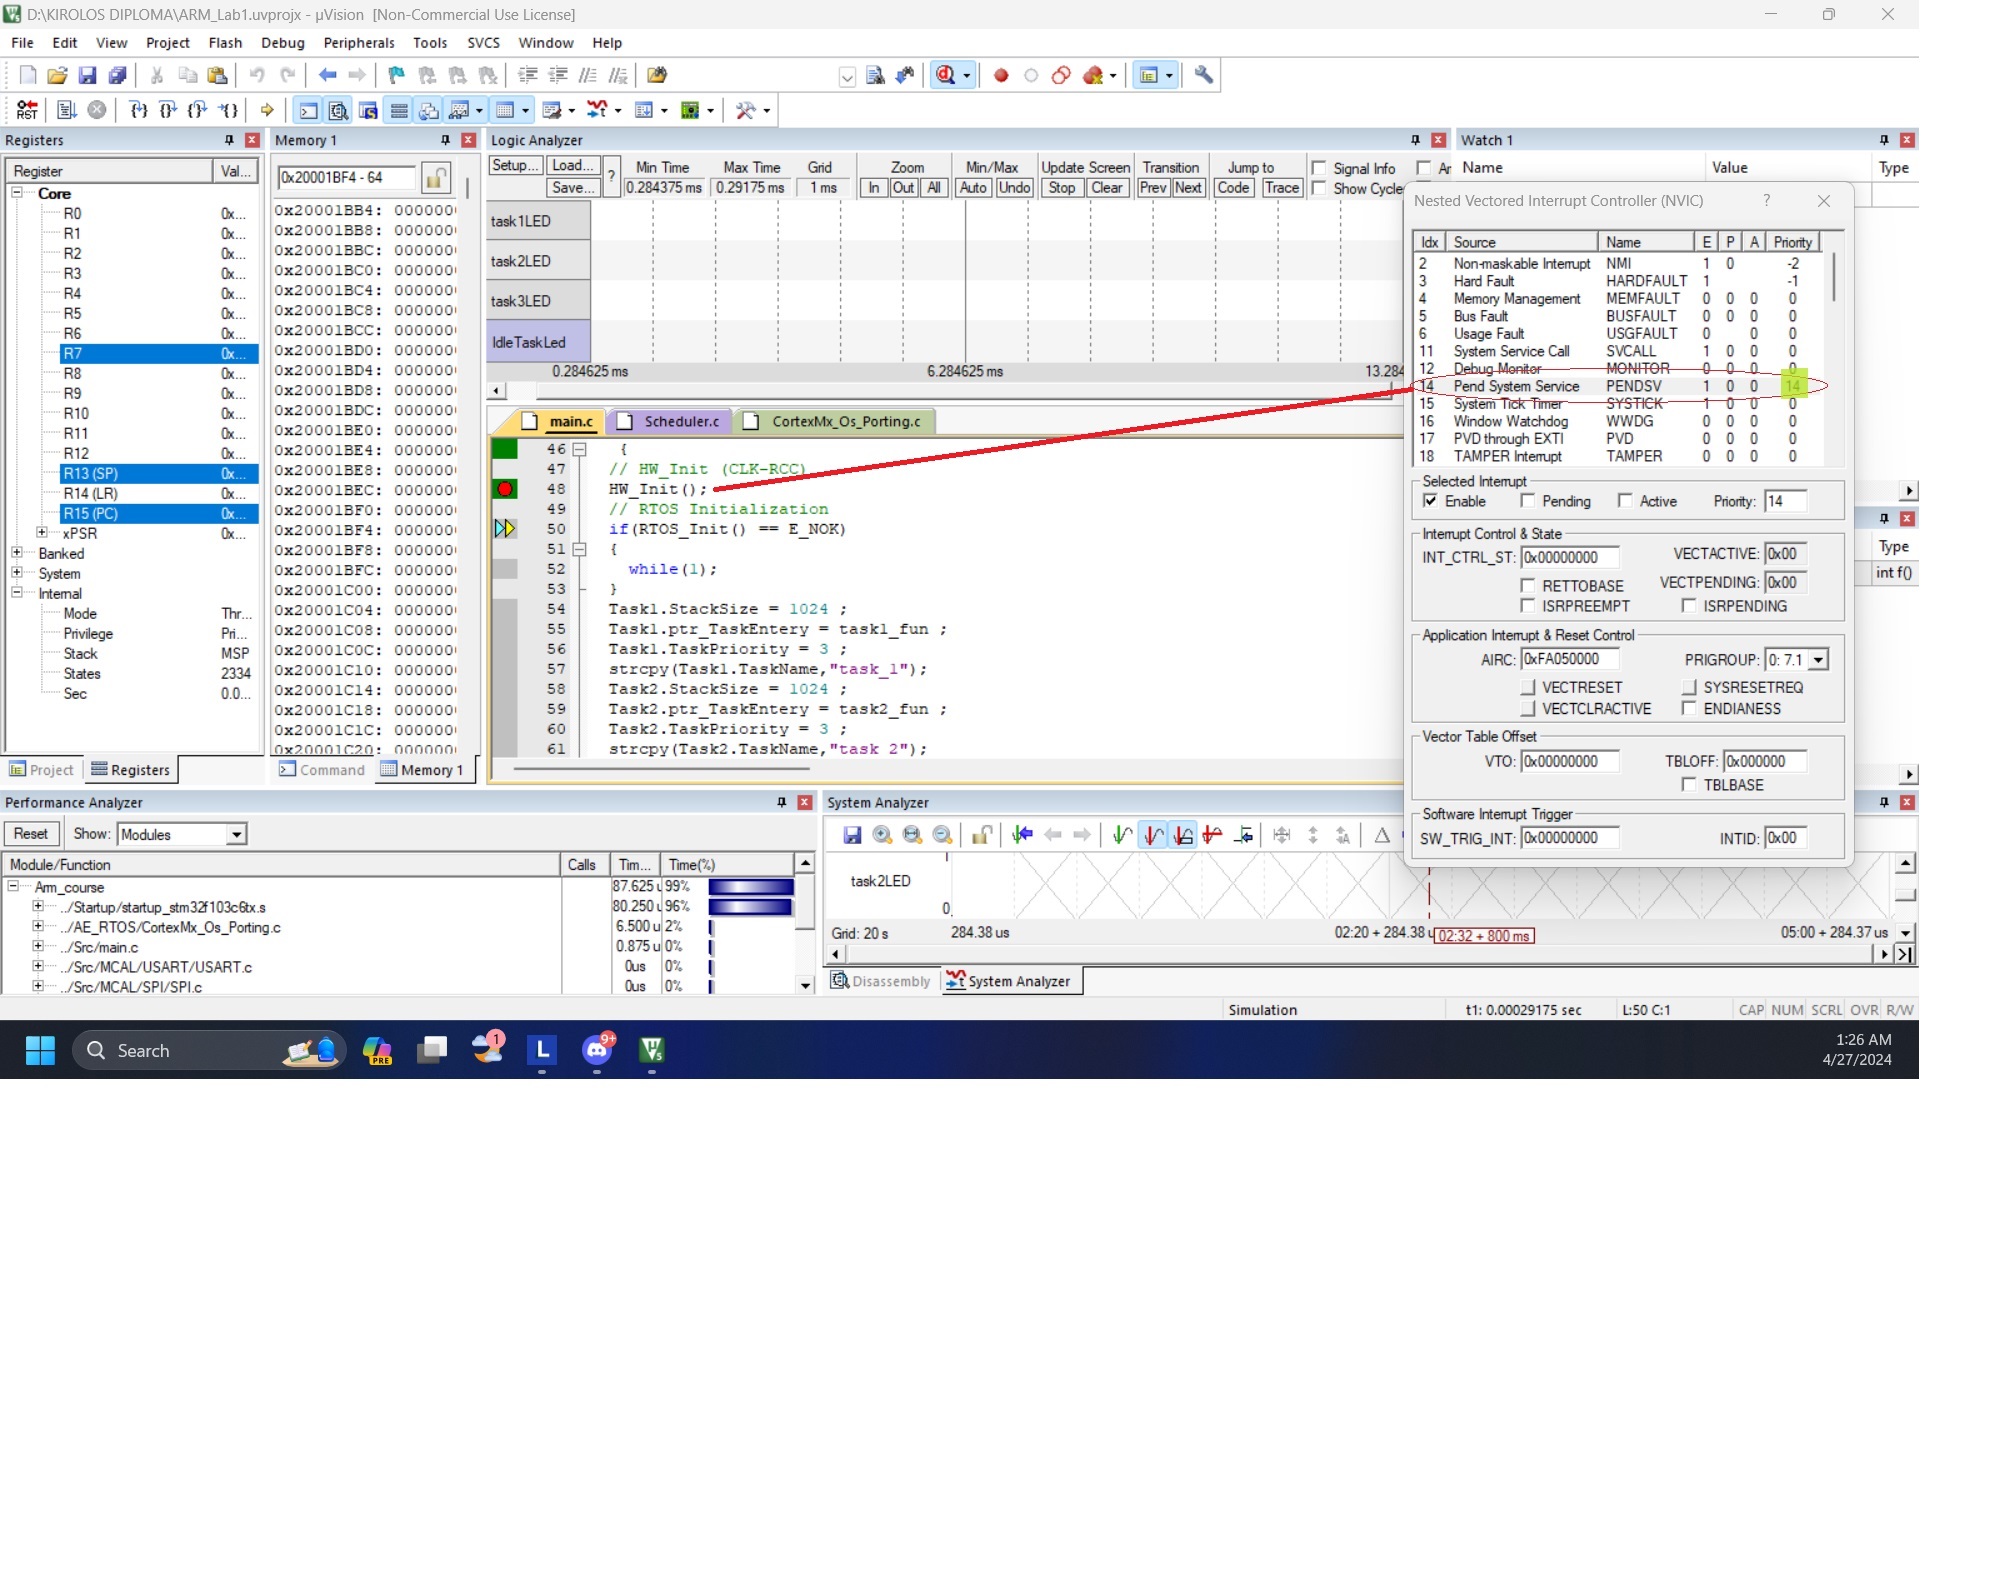 D:\KIROLOS DIPLOMA\ARM_Lab1.uvprojx - µVision [Non-Commercial Use License]
File Edit View Project Flash Debug Peripherals Tools SVCS Window Help
Registers
Register Val...
Core
R0 0x...
R1 0x...
R2 0x...
R3 0x...
R4 0x...
R5 0x...
R6 0x...
R7 0x...
R8 0x...
R9 0x...
R10 0x...
R11 0x...
R12 0x...
R13 (SP) 0x...
R14 (LR) 0x...
R15 (PC) 0x...
xPSR 0x...
Banked
System
Internal
Mode Thr...
Privilege Pri...
Stack MSP
States 2334
Sec 0.0...
Project Registers
Memory 1
0x20001BF4 - 64
0x20001BB4: 000000
0x20001BB8: 000000
0x20001BBC: 000000
0x20001BC0: 000000
0x20001BC4: 000000
0x20001BC8: 000000
0x20001BCC: 000000
0x20001BD0: 000000
0x20001BD4: 000000
0x20001BD8: 000000
0x20001BDC: 000000
0x20001BE0: 000000
0x20001BE4: 000000
0x20001BE8: 000000
0x20001BEC: 000000
0x20001BF0: 000000
0x20001BF4: 000000
0x20001BF8: 000000
0x20001BFC: 000000
0x20001C00: 000000
0x20001C04: 000000
0x20001C08: 000000
0x20001C0C: 000000
0x20001C10: 000000
0x20001C14: 000000
0x20001C18: 000000
0x20001C1C: 000000
0x20001C20: 000000
Command Memory 1
Logic Analyzer
Setup... Load... Save... ?
Min Time 0.284375 ms
Max Time 0.29175 ms
Grid 1 ms
Zoom In Out All
Min/Max Auto Undo
Update Screen Stop Clear
Transition Prev Next
Jump to Code Trace
Signal Info
Show Cycle
task1LED
task2LED
task3LED
IdleTaskLed
0.284625 ms 6.284625 ms 13.284
main.c Scheduler.c CortexMx_Os_Porting.c
46 {
47 // HW_Init (CLK-RCC)
48 HW_Init();
49 // RTOS Initialization
50 if(RTOS_Init() == E_NOK)
51 {
52 while(1);
53 }
54 Task1.StackSize = 1024 ;
55 Task1.ptr_TaskEntery = task1_fun ;
56 Task1.TaskPriority = 3 ;
57 strcpy(Task1.TaskName,"task_1");
58 Task2.StackSize = 1024 ;
59 Task2.ptr_TaskEntery = task2_fun ;
60 Task2.TaskPriority = 3 ;
61 strcpy(Task2.TaskName,"task 2");
Watch 1
Name Value Type
Type
int f()
Nested Vectored Interrupt Controller (NVIC) ?
Idx Source Name E P A Priority
2 Non-maskable Interrupt NMI 1 0 -2
3 Hard Fault HARDFAULT 1 -1
4 Memory Management MEMFAULT 0 0 0 0
5 Bus Fault BUSFAULT 0 0 0 0
6 Usage Fault USGFAULT 0 0 0
11 System Service Call SVCALL 1 0 0 0
12 Debug Monitor MONITOR 0 0 0 0
14 Pend System Service PENDSV 1 0 0 14
15 System Tick Timer SYSTICK 1 0 0 0
16 Window Watchdog WWDG 0 0 0 0
17 PVD through EXTI PVD 0 0 0 0
18 TAMPER Interrupt TAMPER 0 0 0 0
Selected Interrupt
Enable Pending Active Priority: 14
Interrupt Control & State
INT_CTRL_ST: 0x00000000 VECTACTIVE: 0x00
RETTOBASE VECTPENDING: 0x00
ISRPREEMPT ISRPENDING
Application Interrupt & Reset Control
AIRC: 0xFA050000 PRIGROUP: 0: 7.1
VECTRESET SYSRESETREQ
VECTCLRACTIVE ENDIANESS
Vector Table Offset
VTO: 0x00000000 TBLOFF: 0x000000
TBLBASE
Software Interrupt Trigger
SW_TRIG_INT: 0x00000000 INTID: 0x00
Performance Analyzer
Reset Show: Modules
Module/Function Calls Tim... Time(%)
Arm_course 87.625 u 99%
../Startup/startup_stm32f103c6tx.s 80.250 u 96%
../AE_RTOS/CortexMx_Os_Porting.c 6.500 u 2%
../Src/main.c 0.875 u 0%
../Src/MCAL/USART/USART.c 0us 0%
../Src/MCAL/SPI/SPI.c 0us 0%
System Analyzer
task2LED
1
0
Grid: 20 s 284.38 us 02:20 + 284.38 u 02:32 + 800 ms 05:00 + 284.37 us
Disassembly System Analyzer
Simulation t1: 0.00029175 sec L:50 C:1 CAP NUM SCRL OVR R/W
Search
PRE
1
L
9+
1:26 AM
4/27/2024